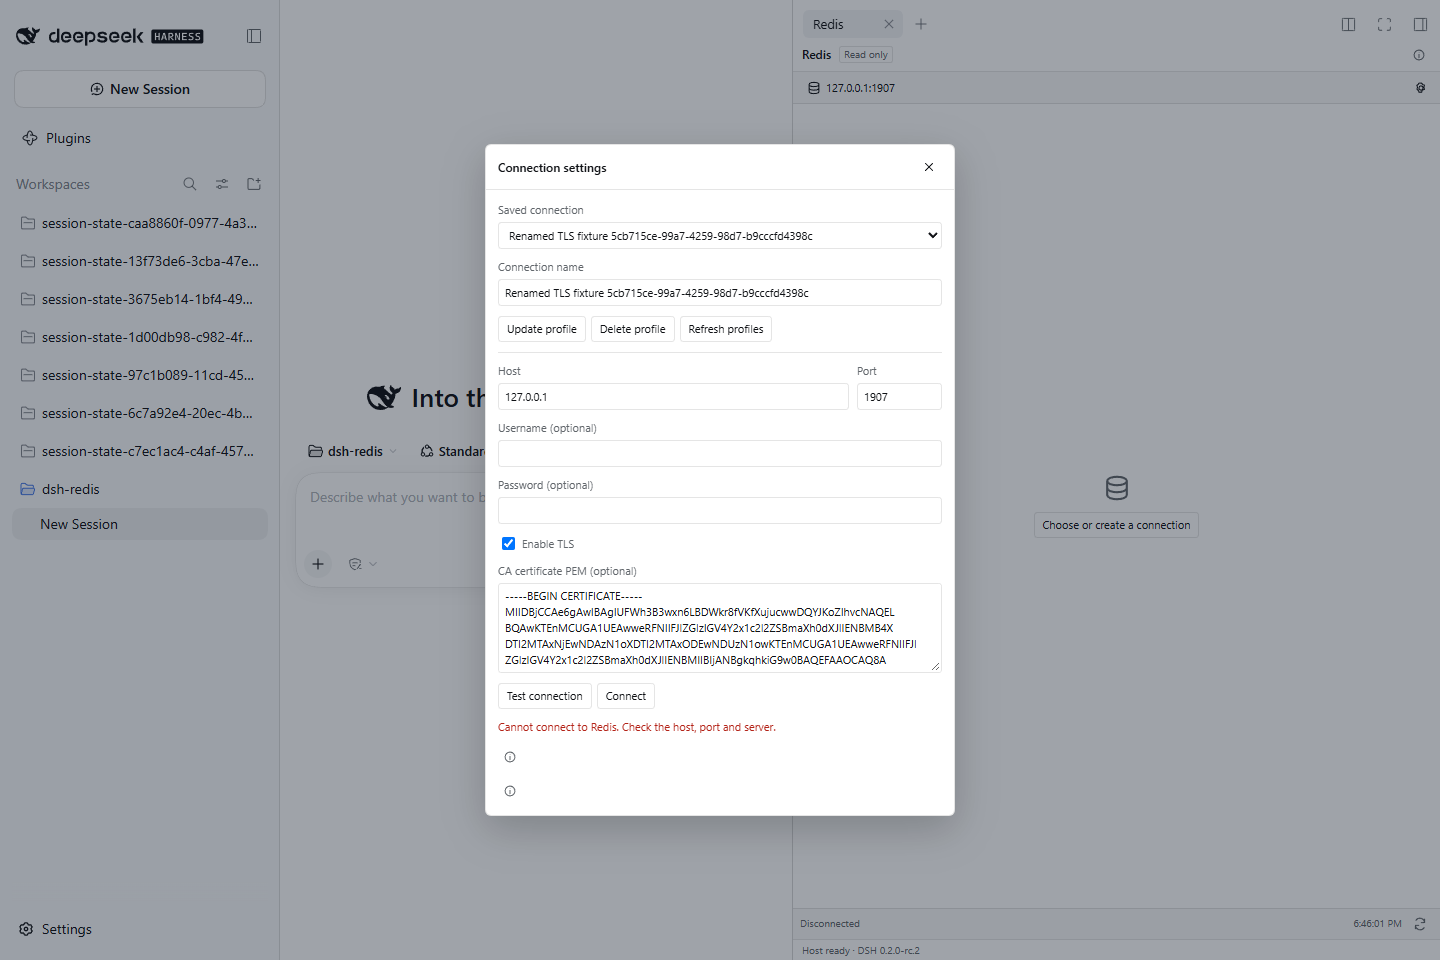 deepseek HARNESS
New Session
Plugins
Workspaces
session-state-caa8860f-0977-4a3...
session-state-13f73de6-3cba-47e...
session-state-3675eb14-1bf4-49...
session-state-1d00db98-c982-4f...
session-state-97c1b089-11cd-45...
session-state-6c7a92e4-20ec-4b...
session-state-c7ec1ac4-c4af-457...
dsh-redis
New Session
Settings
Into th
dsh-redis
Standar
Describe what you want to b
Connection settings
Saved connection
Renamed TLS fixture 5cb715ce-99a7-4259-98d7-b9cccfd4398c
Connection name
Renamed TLS fixture 5cb715ce-99a7-4259-98d7-b9cccfd4398c
Update profile
Delete profile
Refresh profiles
Host
Port
127.0.0.1
1907
Username (optional)
Password (optional)
Enable TLS
CA certificate PEM (optional)
-----BEGIN CERTIFICATE-----
Test connection
Connect
Cannot connect to Redis. Check the host, port and server.
Redis
Redis
Read only
127.0.0.1:1907
Choose or create a connection
Disconnected
6:46:01 PM
Host ready · DSH 0.2.0-rc.2